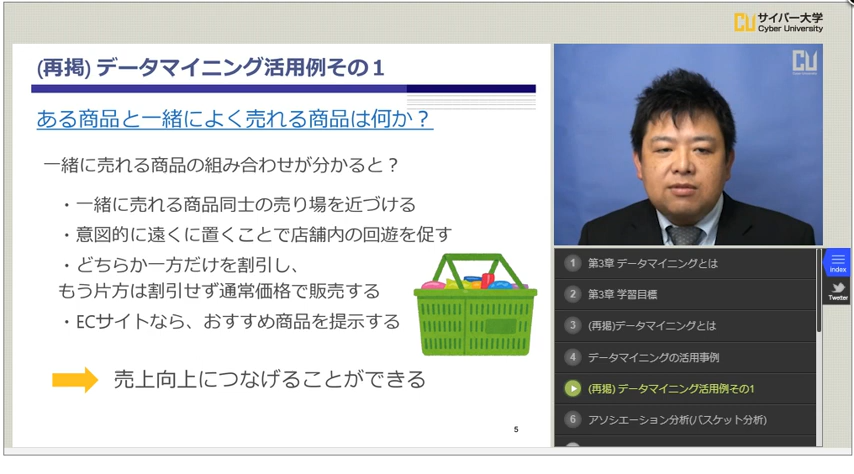 CU サイバー大学
Cyber University
(再掲) データマイニング活用例その１
ある商品と一緒によく売れる商品は何か？
一緒に売れる商品の組み合わせが分かると？
・一緒に売れる商品同士の売り場を近づける
・意図的に遠くに置くことで店舗内の回遊を促す
・どちらか一方だけを割引し、
もう片方は割引せず通常価格で販売する
・ECサイトなら、おすすめ商品を提示する
売上向上につなげることができる
5
CU
1 第3章 データマイニングとは
2 第3章 学習目標
3 (再掲)データマイニングとは
4 データマイニングの活用事例
(再掲) データマイニング活用例その1
6 アソシエーション分析(バスケット分析)
index
Tweter